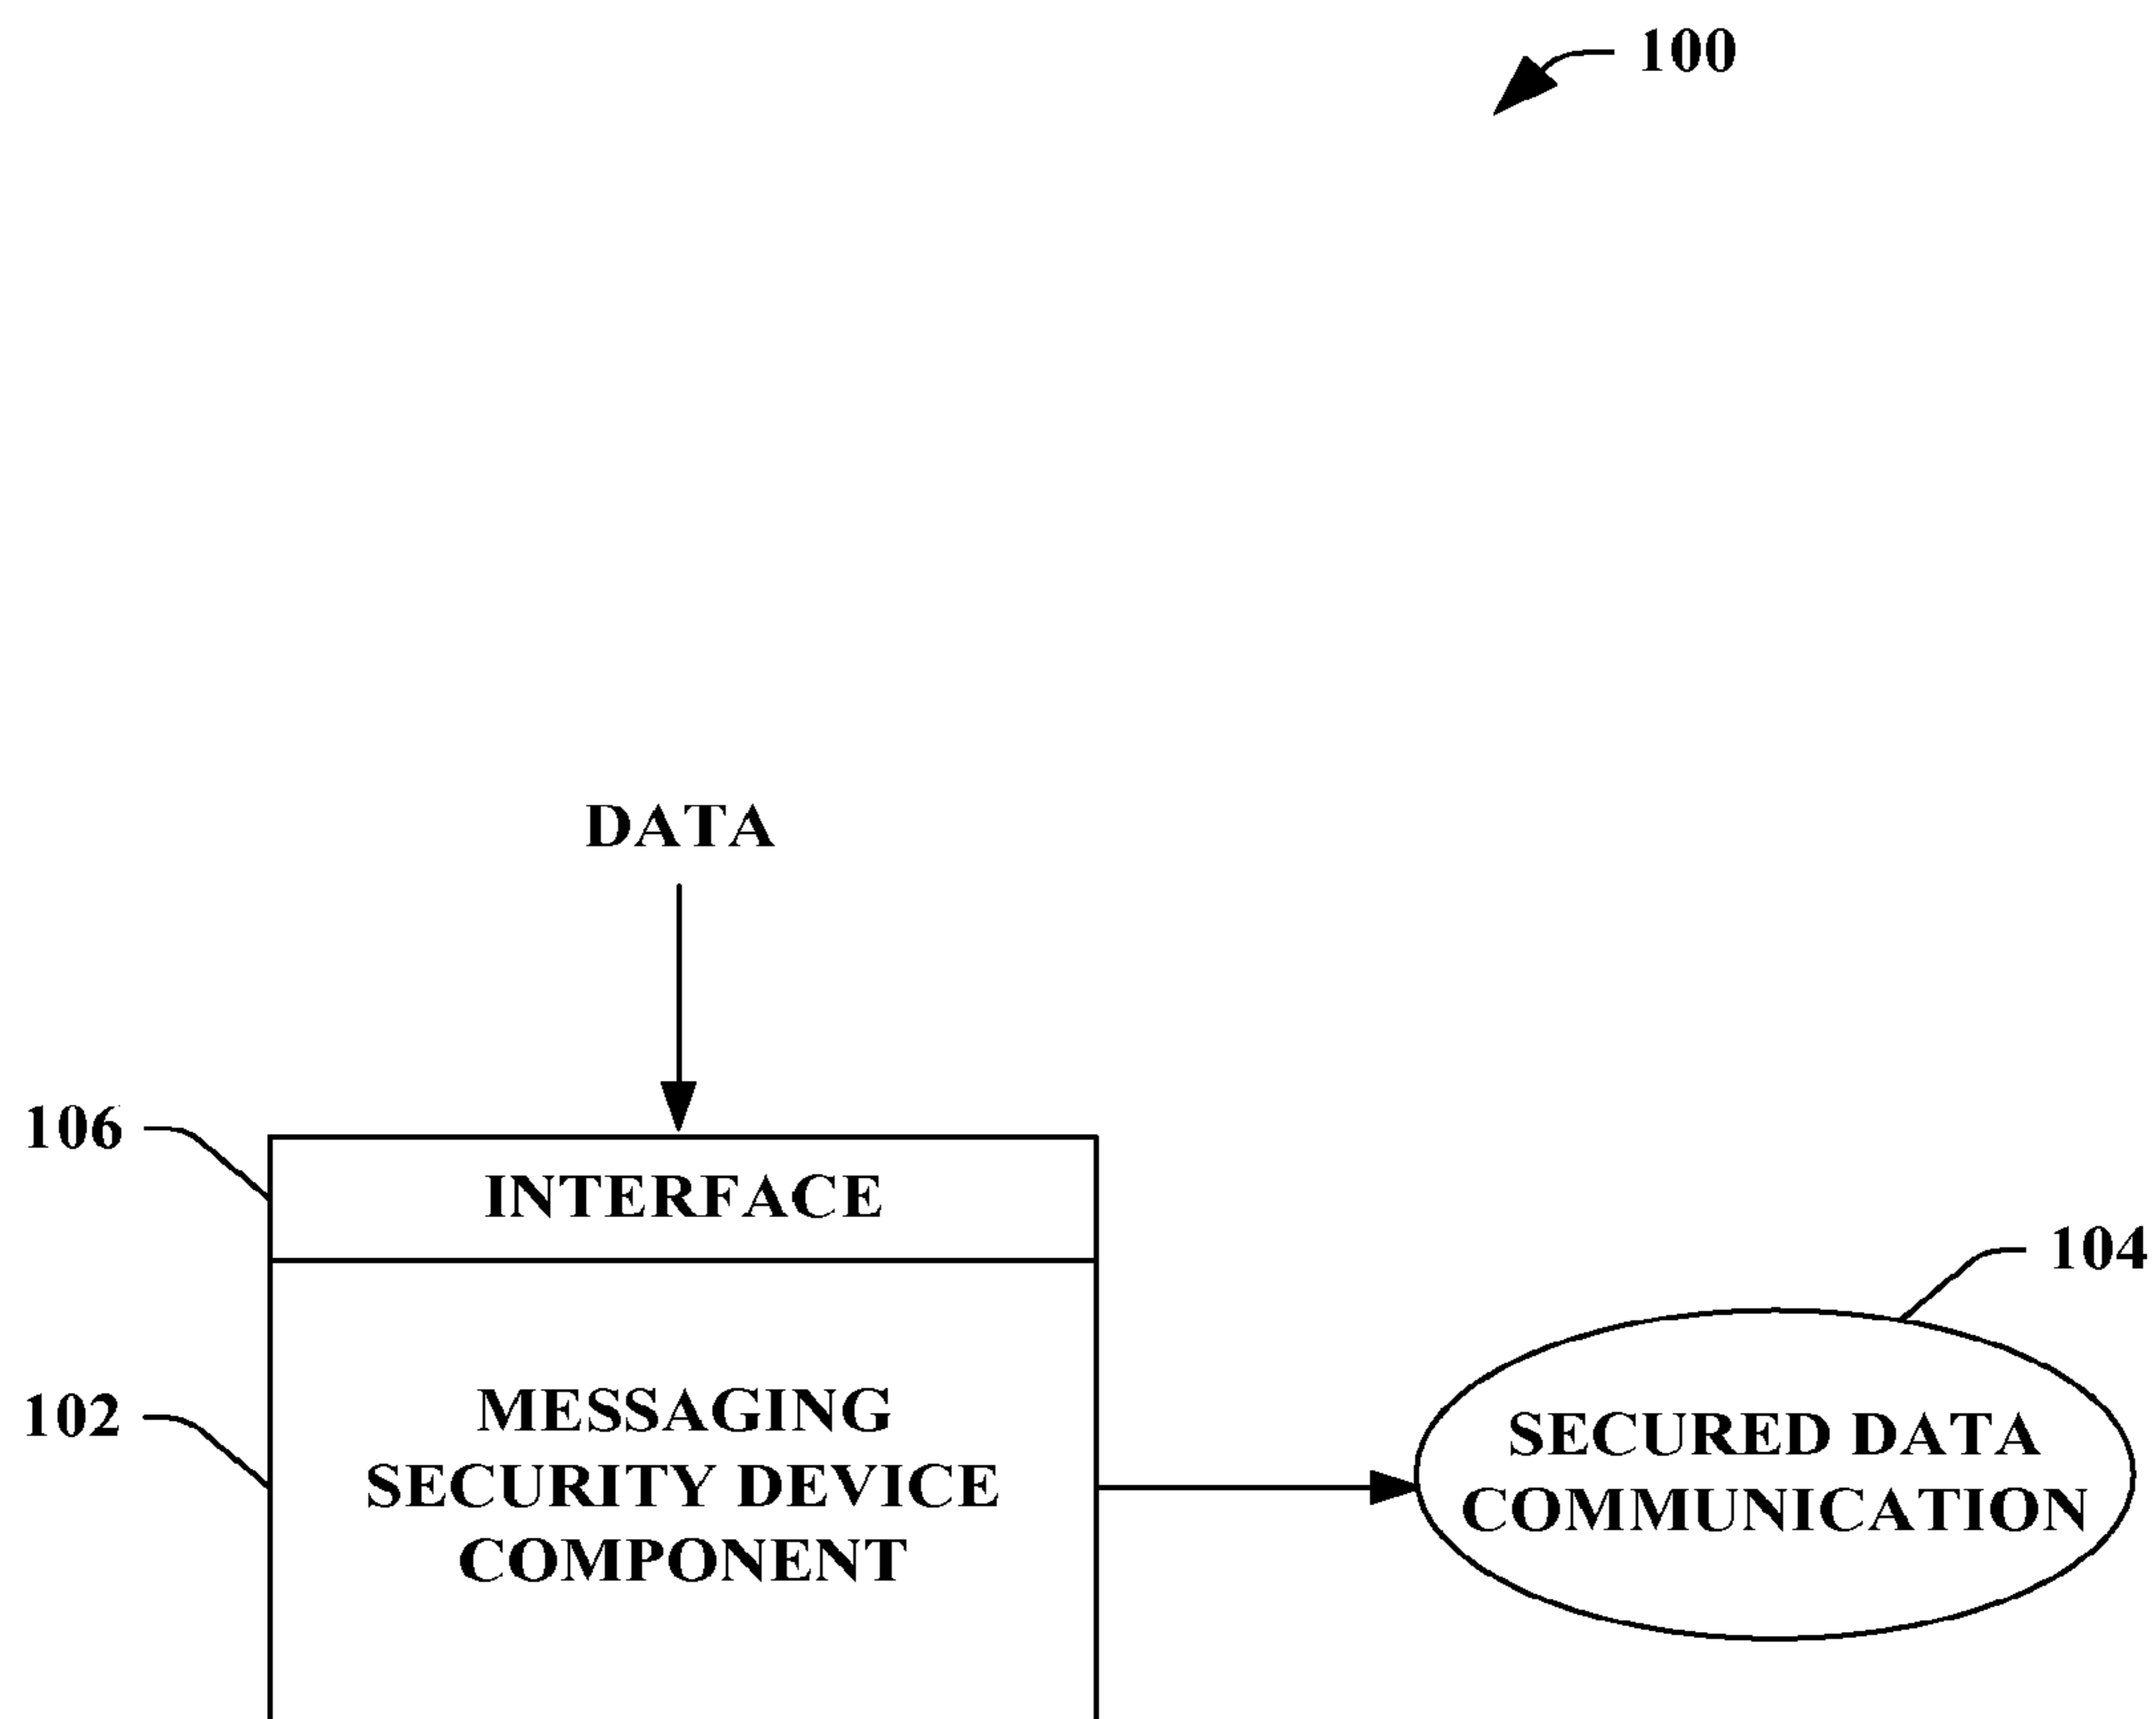 100
DATA
106
INTERFACE
104
102
MESSAGING
SECURITY DEVICE
COMPONENT
SECURED DATA
COMMUNICATION